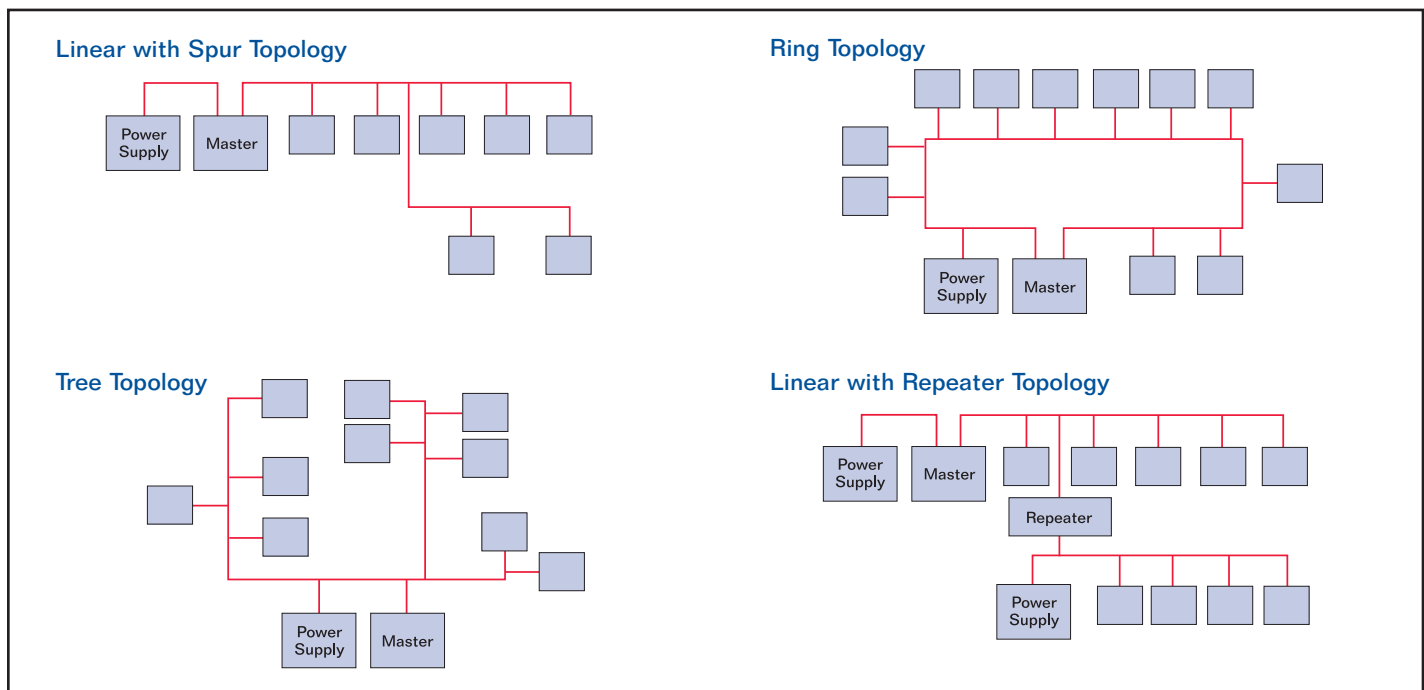 Linear with Spur Topology
Power
Supply
Master
Ring Topology
Power
Supply
Master
Tree Topology
Power
Supply
Master
Linear with Repeater Topology
Power
Supply
Master
Repeater
Power
Supply